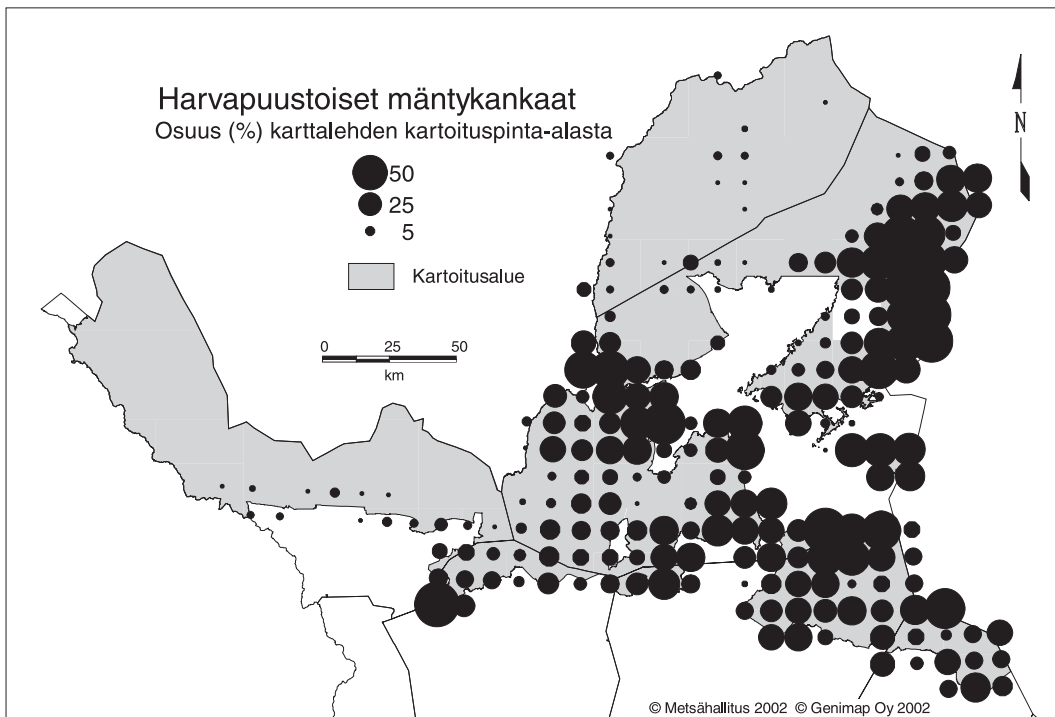 Harvapuustoiset mäntykankaat
Osuus (%) karttalehden kartoituspinta-alasta
50
25
5
Kartoitusalue
0 25 50
km
N
© Metsähallitus 2002 © Genimap Oy 2002